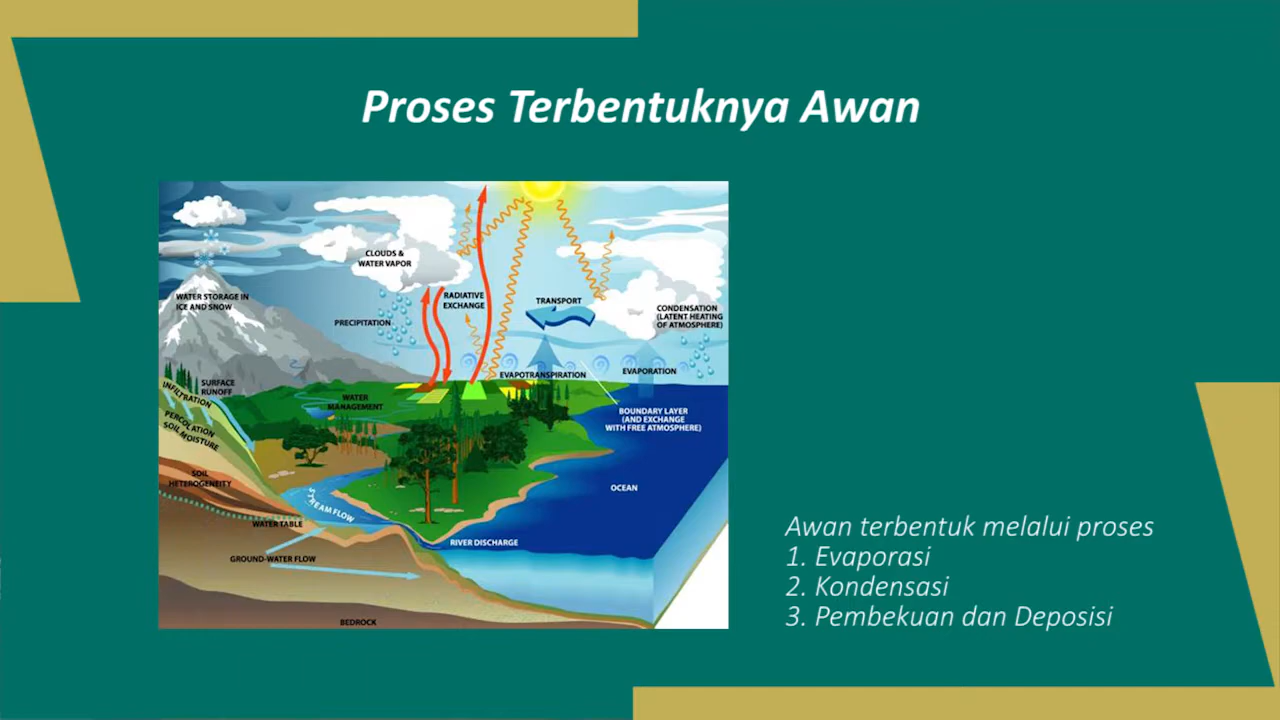 Proses Terbentuknya Awan
CLOUDS &
WATER VAPOR
WATER STORAGE IN
ICE AND SNOW
PRECIPITATION
RADIATIVE
EXCHANGE
TRANSPORT
CONDENSATION
(LATENT HEATING
OF ATMOSPHERE)
EVAPOTRANSPIRATION
EVAPORATION
SURFACE
RUNOFF
INFILTRATION
WATER
MANAGEMENT
PERCOLATION
SOIL MOISTURE
BOUNDARY LAYER
(AND EXCHANGE
WITH FREE ATMOSPHERE)
SOIL
HETEROGENEITY
OCEAN
STREAM FLOW
WATER TABLE
RIVER DISCHARGE
GROUND-WATER FLOW
BEDROCK
Awan terbentuk melalui proses
1. Evaporasi
2. Kondensasi
3. Pembekuan dan Deposisi